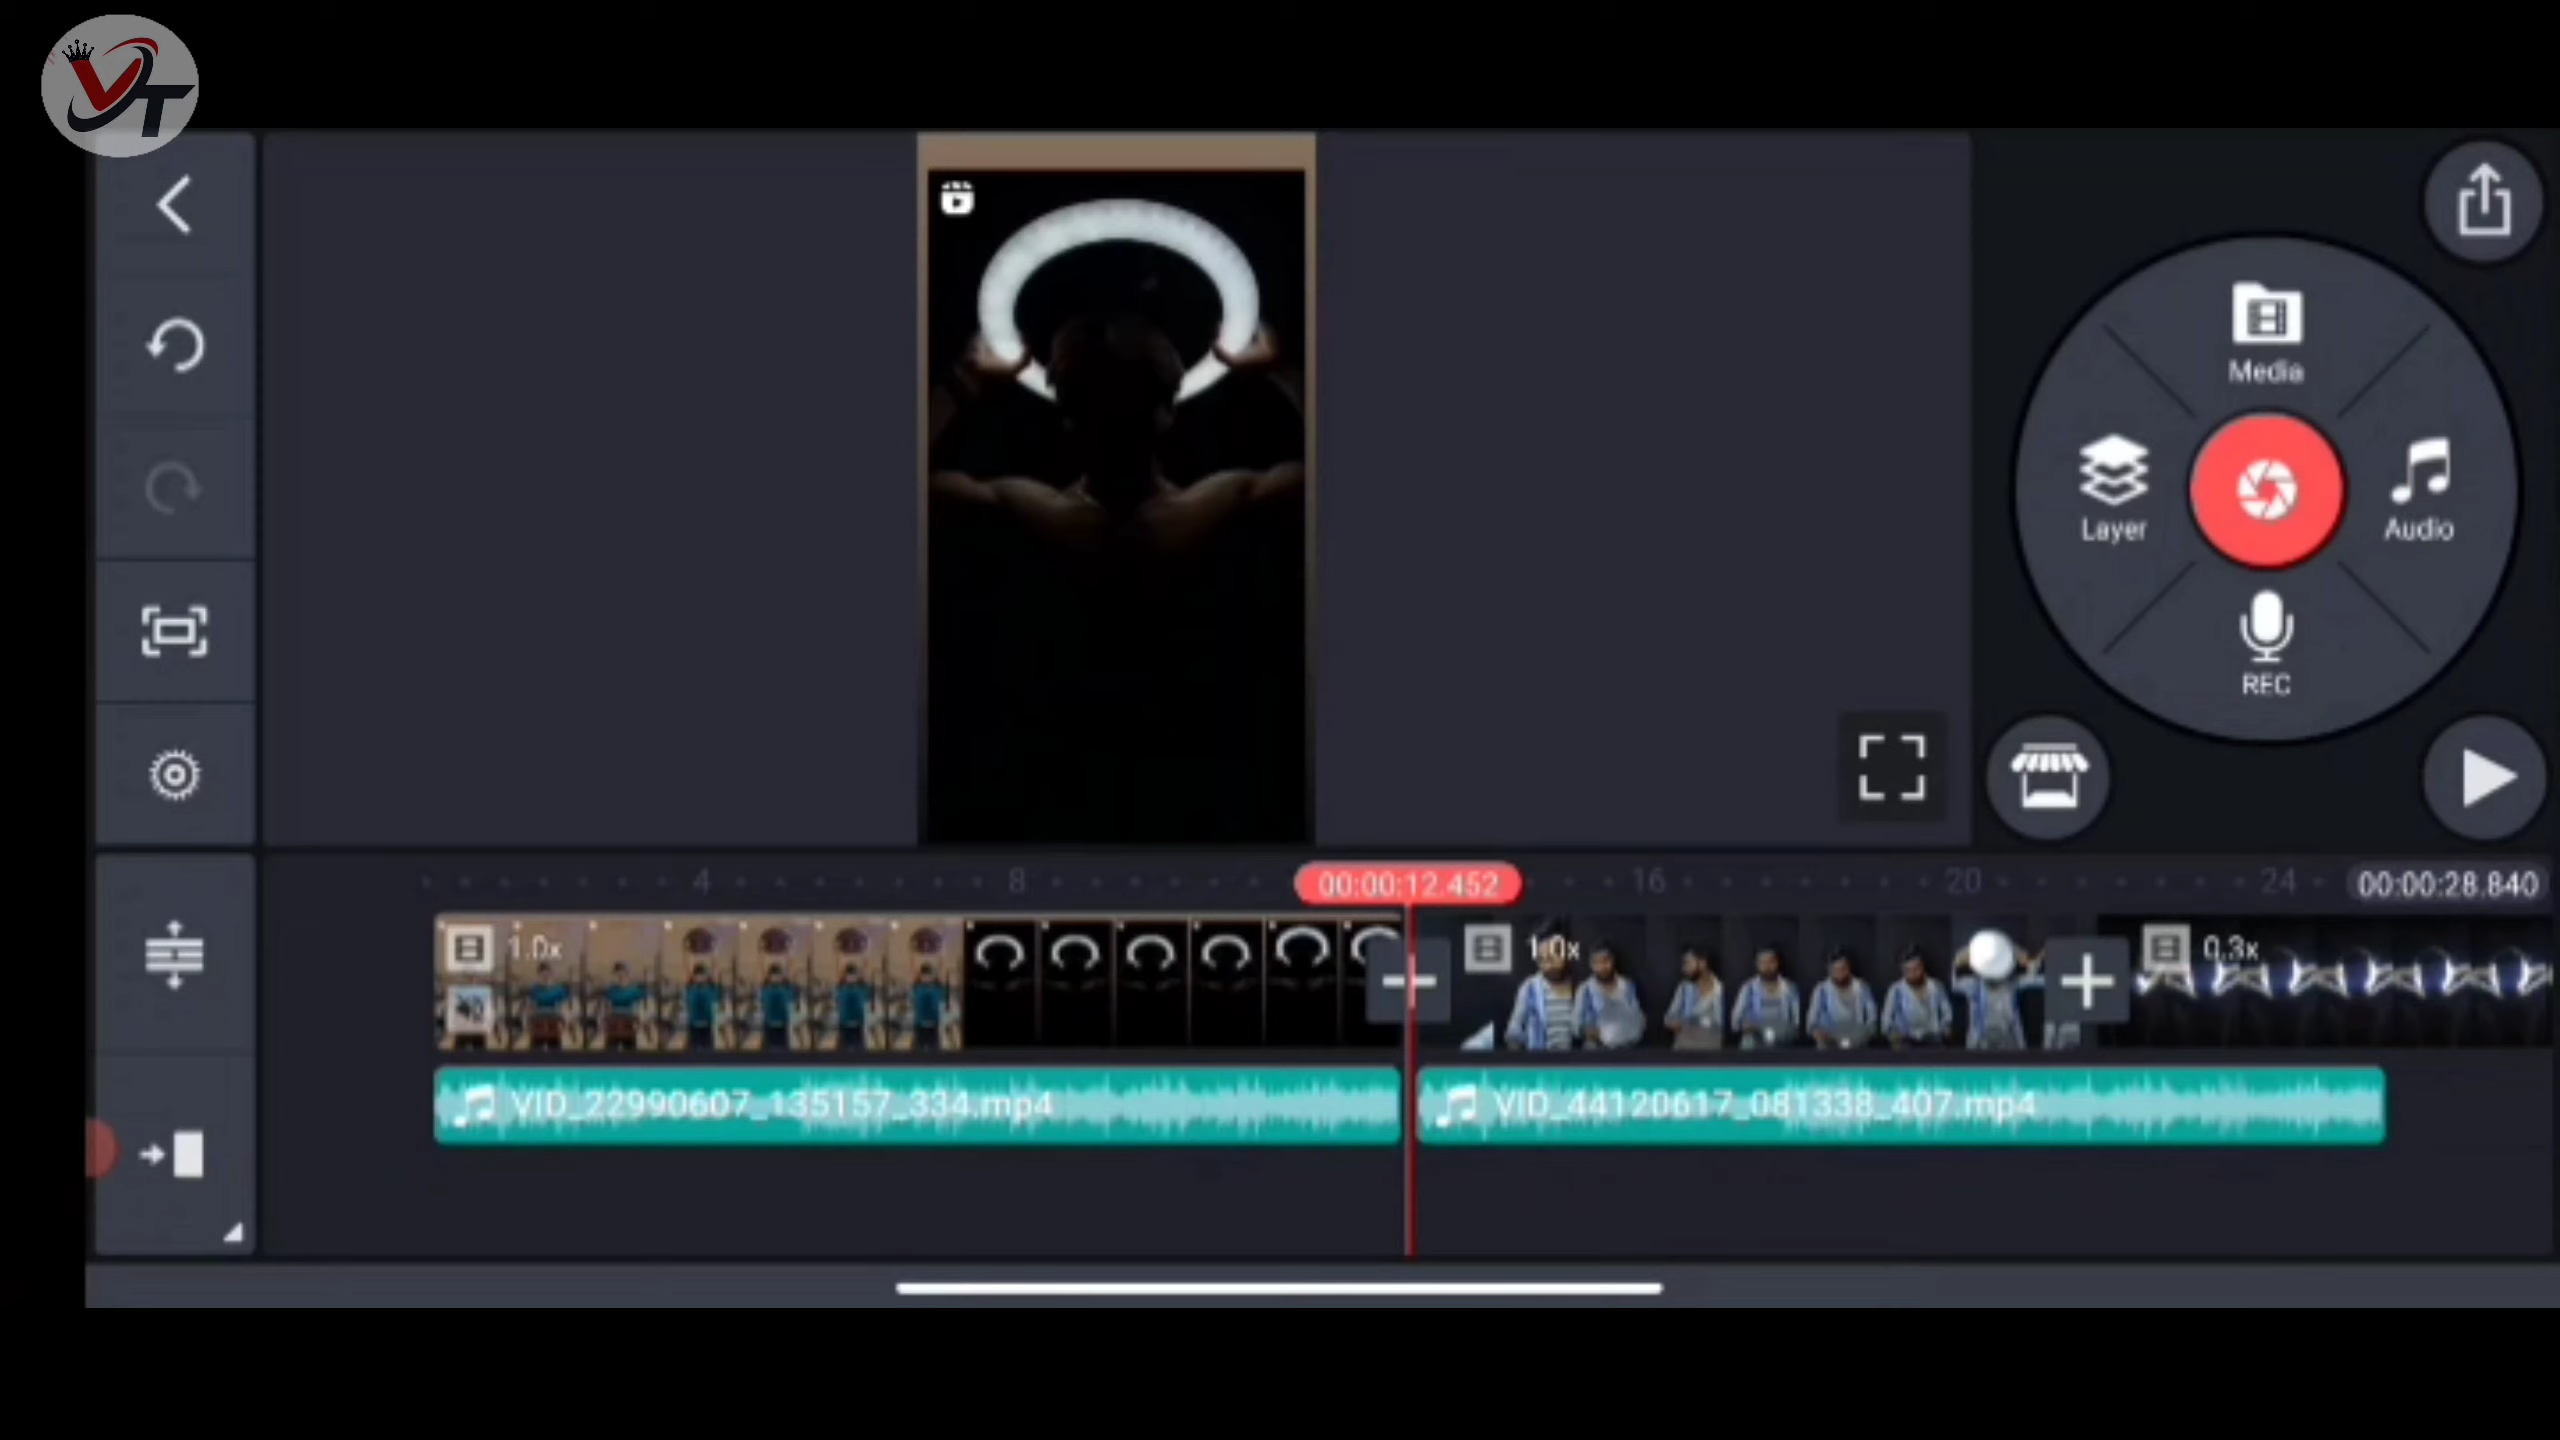 VT
Media
Layer
Audio
REC
4
8
00:00:12.452
16
20
24
00:00:28.840
1.0x
1.0x
0.3x
VID_22990607_135157_334.mp4
VID_44120617_081338_407.mp4